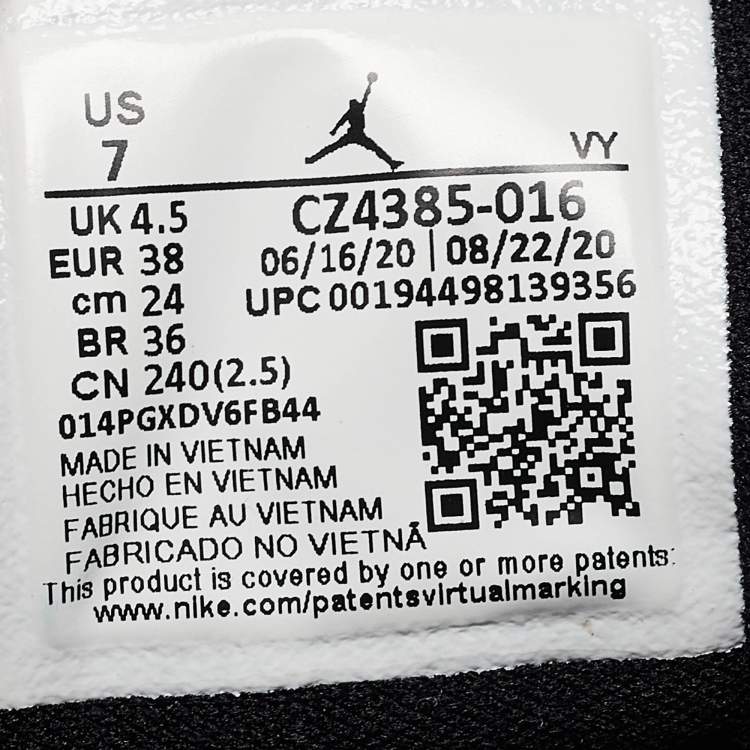 US
7
VY
UK 4.5
EUR 38
cm 24
BR 36
CN 240(2.5)
CZ4385-016
06/16/20 | 08/22/20
UPC 00194498139356
014PGXDV6FB44
MADE IN VIETNAM
HECHO EN VIETNAM
FABRIQUE AU VIETNAM
FABRICADO NO VIETNÃ
This product is covered by one or more patents:
www.nike.com/patentsvirtualmarking